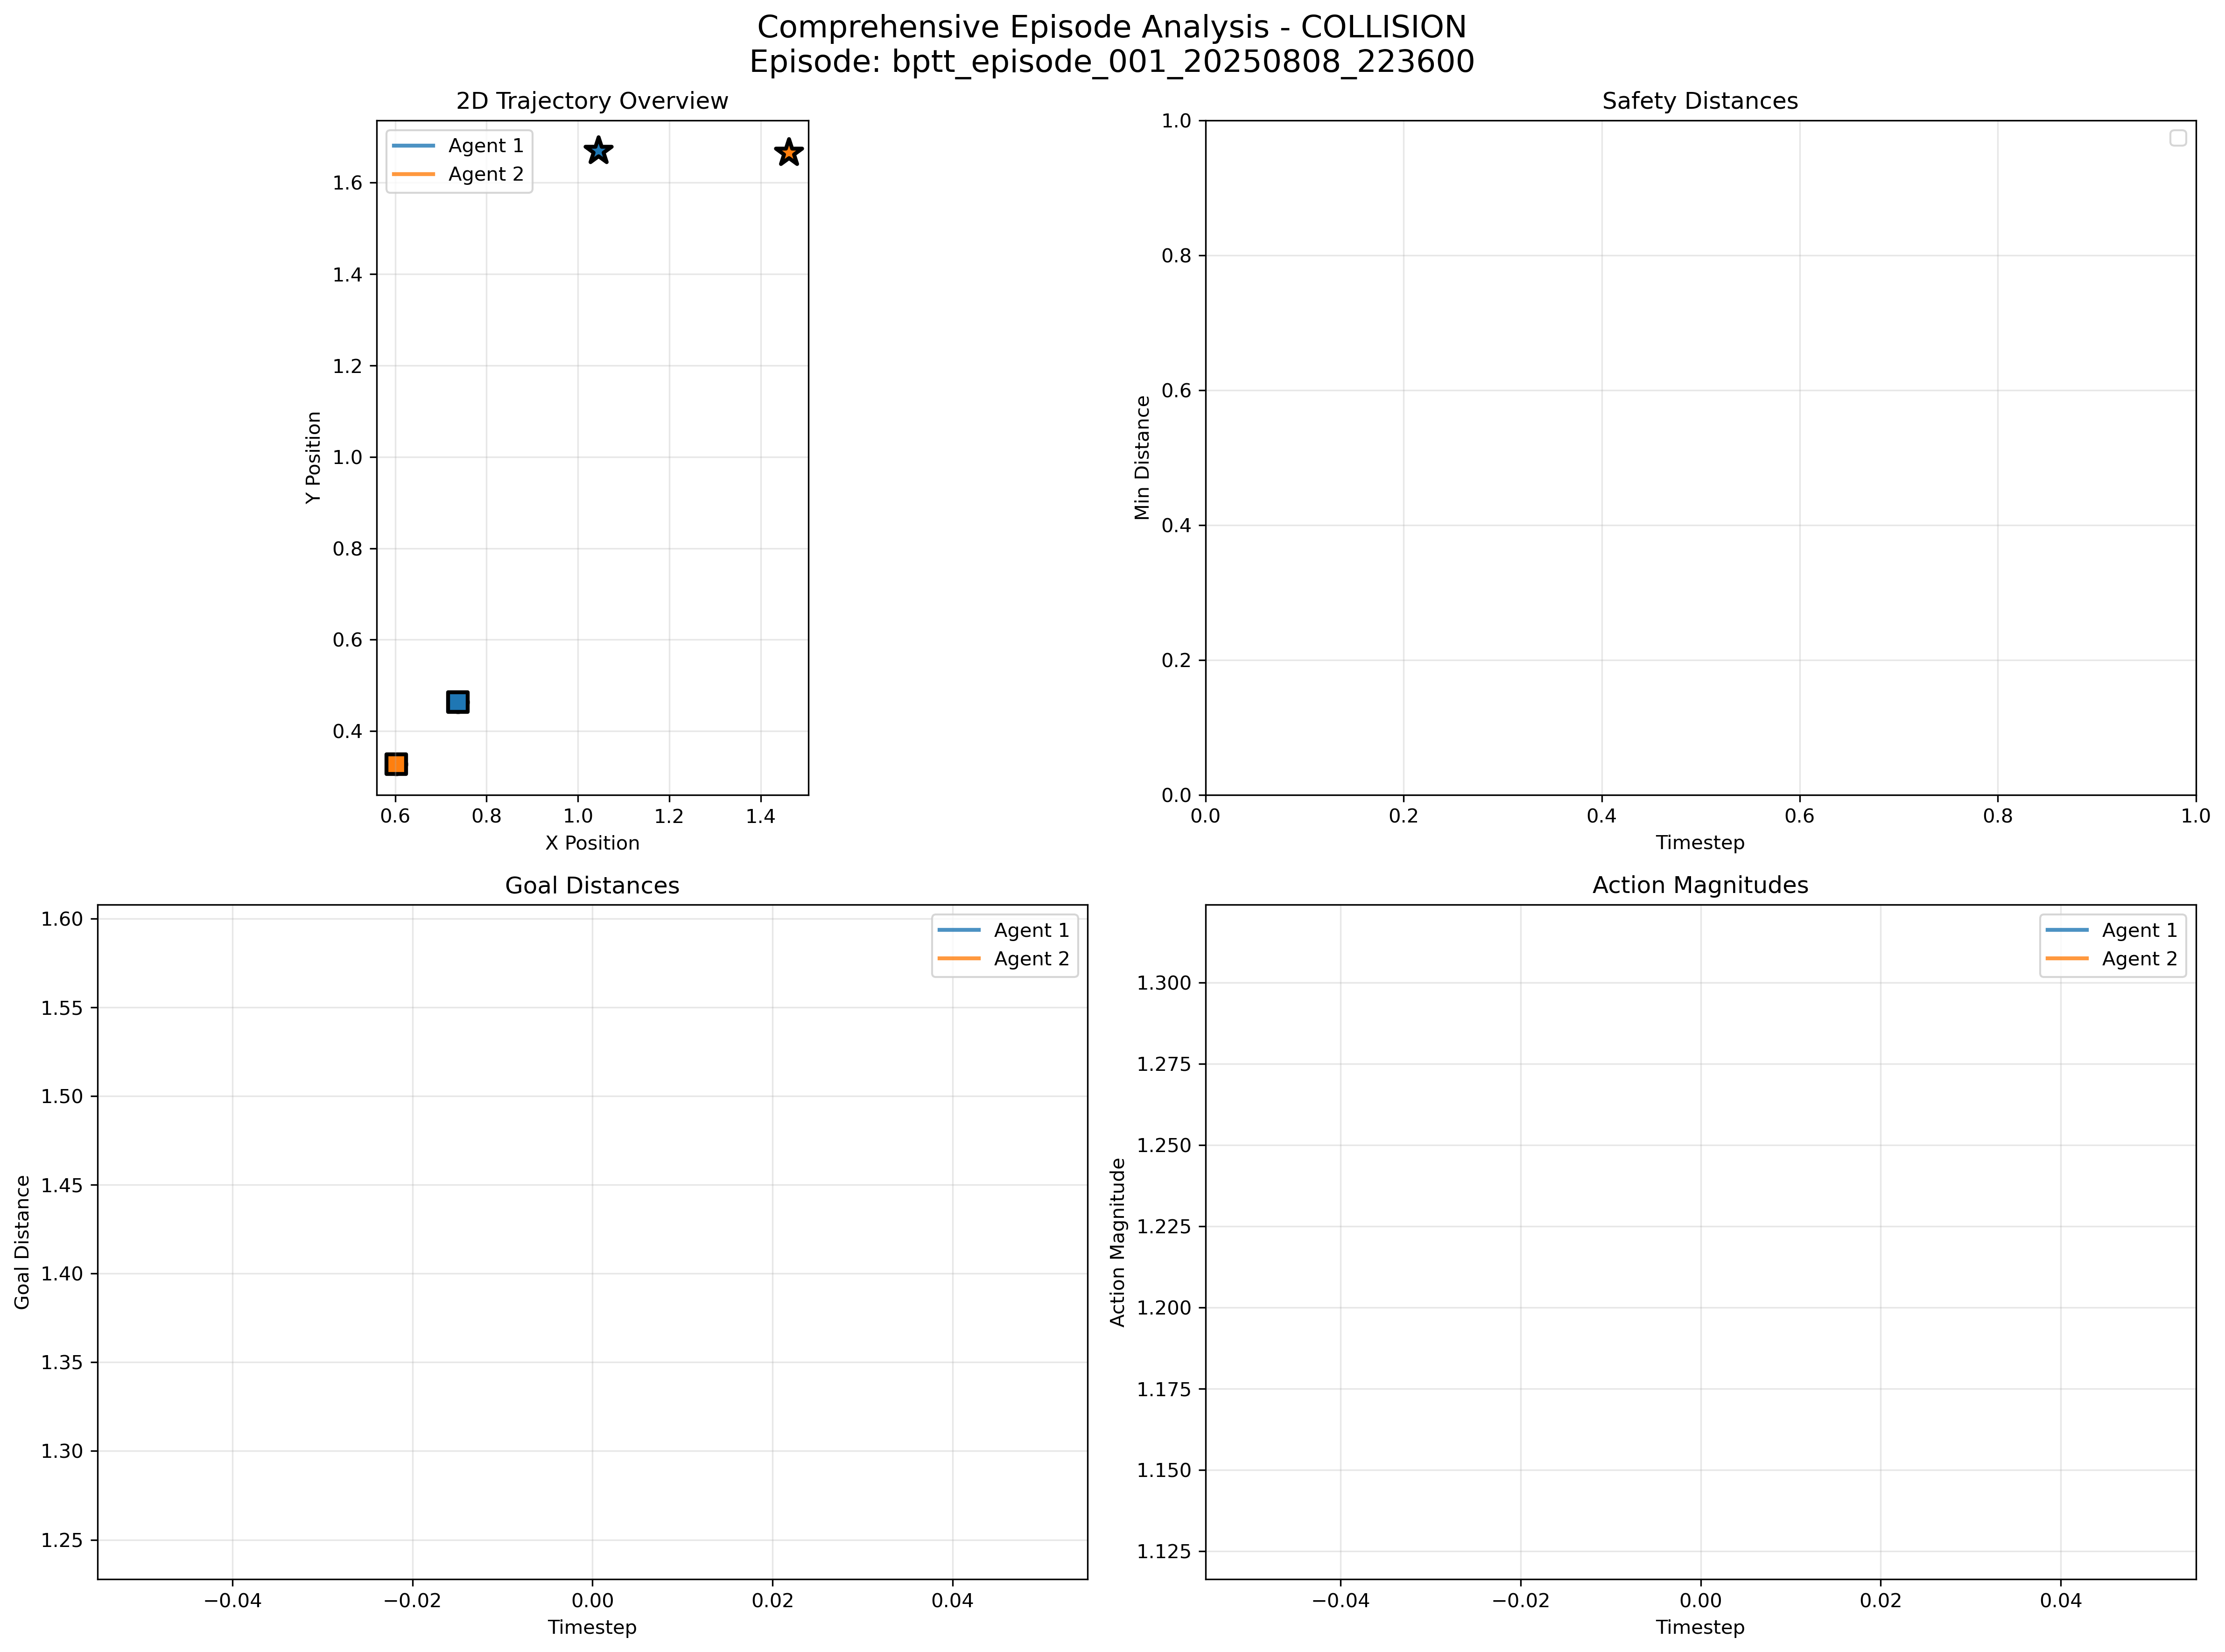 Comprehensive Episode Analysis - COLLISION
Episode: bptt_episode_001_20250808_223600
2D Trajectory Overview
Agent 1
Agent 2
Y Position
1.6
1.4
1.2
1.0
0.8
0.6
0.4
0.6 0.8 1.0 1.2 1.4
X Position
Safety Distances
Min Distance
1.0
0.8
0.6
0.4
0.2
0.0
0.0 0.2 0.4 0.6 0.8 1.0
Timestep
Goal Distances
Agent 1
Agent 2
Goal Distance
1.60
1.55
1.50
1.45
1.40
1.35
1.30
1.25
−0.04 −0.02 0.00 0.02 0.04
Timestep
Action Magnitudes
Agent 1
Agent 2
Action Magnitude
1.300
1.275
1.250
1.225
1.200
1.175
1.150
1.125
−0.04 −0.02 0.00 0.02 0.04
Timestep